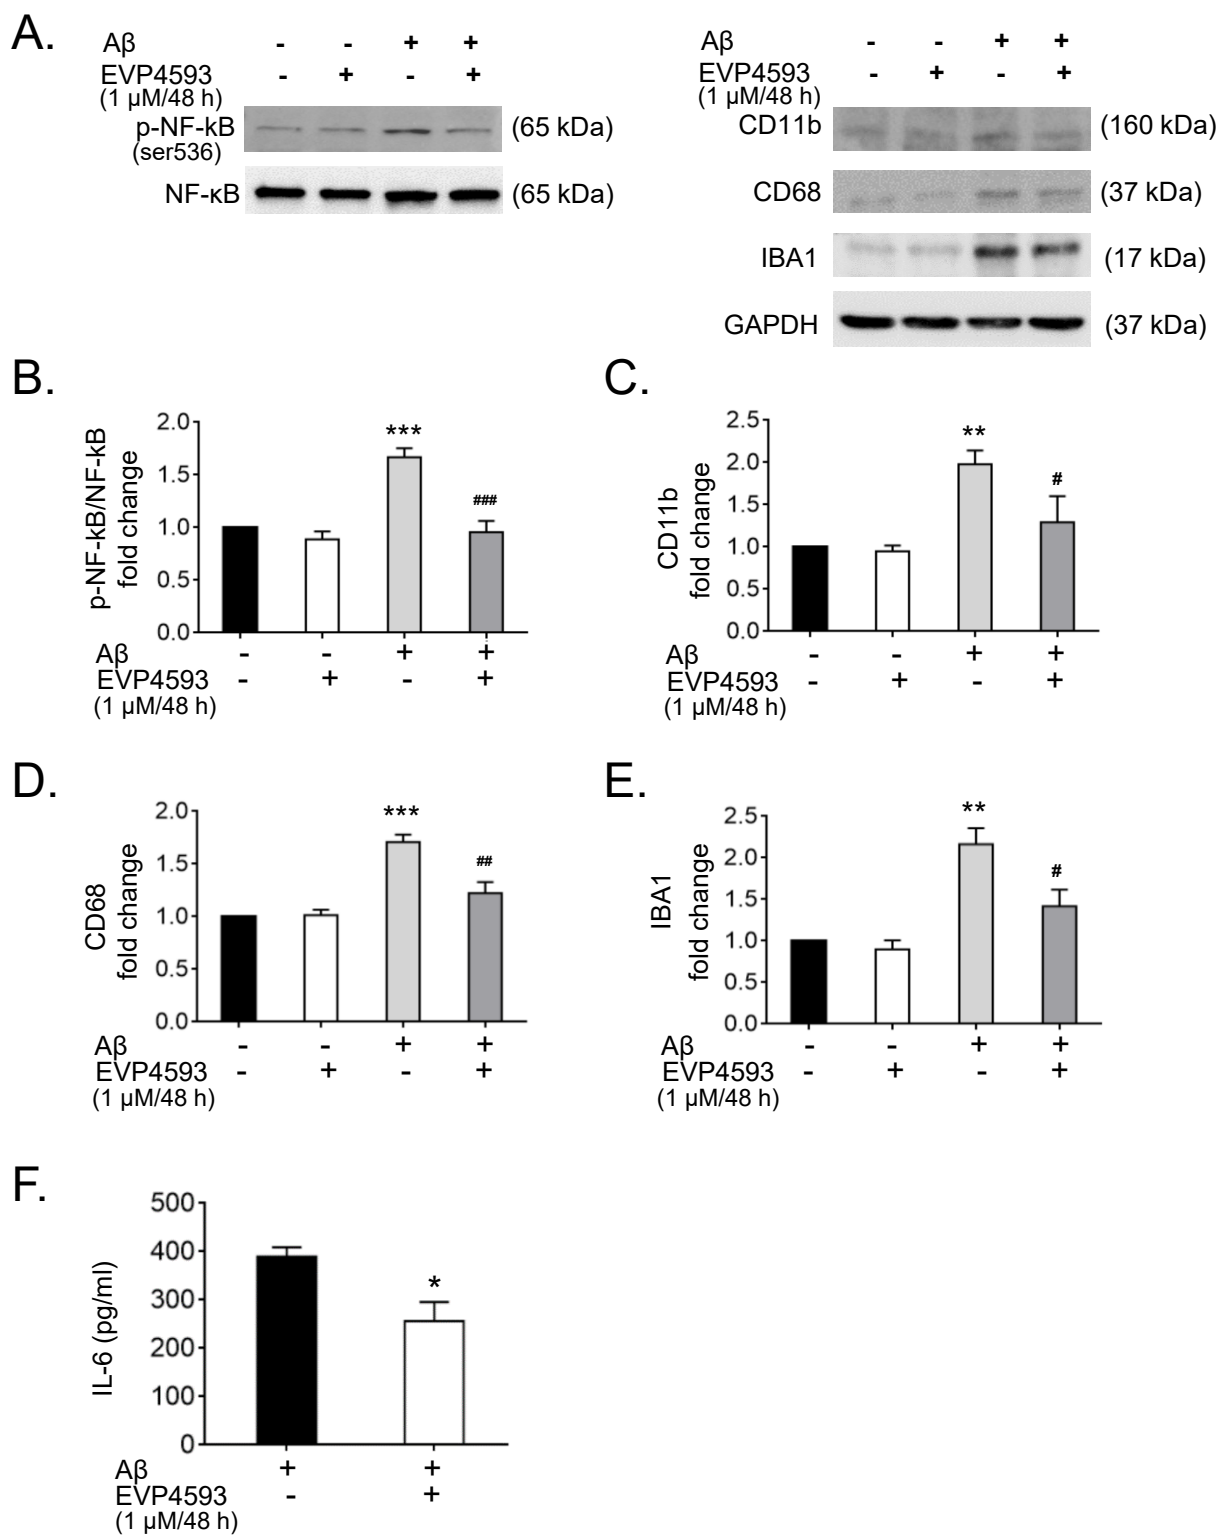 A.
Aβ - - + +
EVP4593 - + - +
(1 µM/48 h)
p-NF-kB (65 kDa)
(ser536)
NF-κB (65 kDa)
Aβ - - + +
EVP4593 - + - +
(1 µM/48 h)
CD11b (160 kDa)
CD68 (37 kDa)
IBA1 (17 kDa)
GAPDH (37 kDa)
B.
p-NF-kB/NF-kB
fold change
2.0
1.5
1.0
0.5
0.0
***
###
Aβ - - + +
EVP4593 - + - +
(1 µM/48 h)
C.
CD11b
fold change
2.5
2.0
1.5
1.0
0.5
0.0
**
#
Aβ - - + +
EVP4593 - + - +
(1 µM/48 h)
D.
CD68
fold change
2.0
1.5
1.0
0.5
0.0
***
##
Aβ - - + +
EVP4593 - + - +
(1 µM/48 h)
E.
IBA1
fold change
2.5
2.0
1.5
1.0
0.5
0.0
**
#
Aβ - - + +
EVP4593 - + - +
(1 µM/48 h)
F.
IL-6 (pg/ml)
500
400
300
200
100
0
*
Aβ + +
EVP4593 - +
(1 µM/48 h)